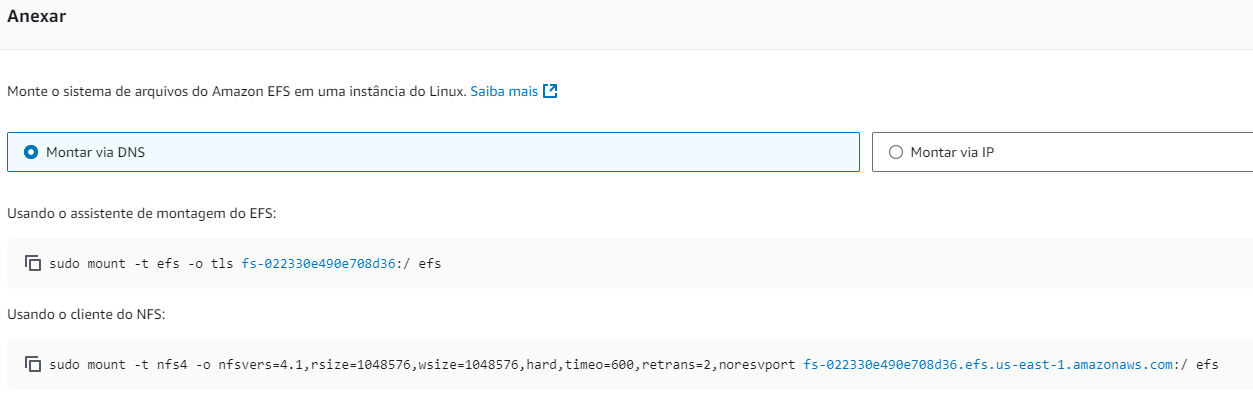 Anexar
Monte o sistema de arquivos do Amazon EFS em uma instância do Linux. Saiba mais
Montar via DNS
Montar via IP
Usando o assistente de montagem do EFS:
sudo mount -t efs -o tls fs-022330e490e708d36:/ efs
Usando o cliente do NFS:
sudo mount -t nfs4 -o nfsvers=4.1,rsize=1048576,wsize=1048576,hard,timeo=600,retrans=2,noresvport fs-022330e490e708d36.efs.us-east-1.amazonaws.com:/ efs